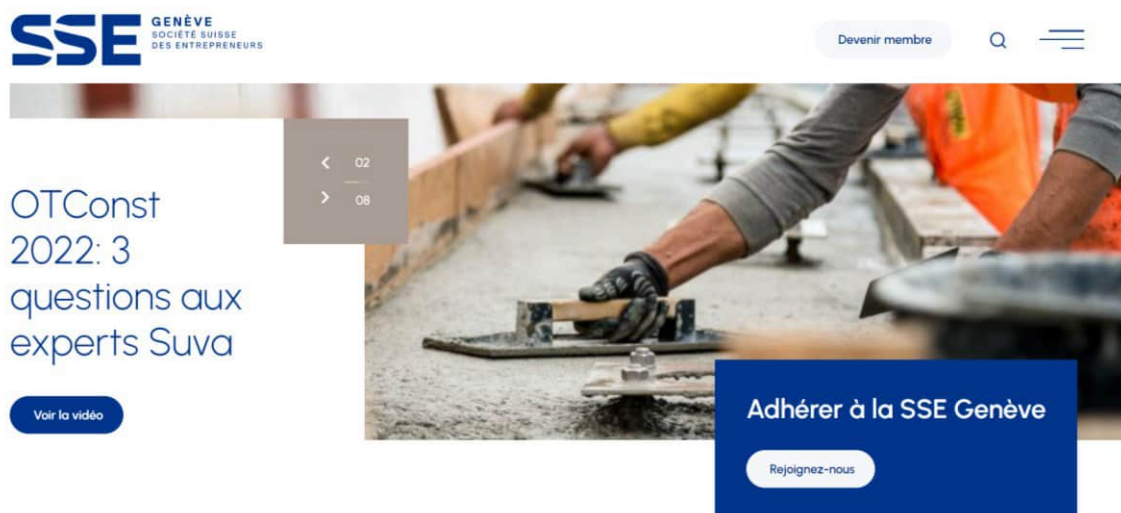 SSE
GENÈVE
SOCIÉTÉ SUISSE
DES ENTREPRENEURS
Devenir membre
02
08
OTConst
2022: 3
questions aux
experts Suva
Voir la vidéo
Adhérer à la SSE Genève
Rejoignez-nous